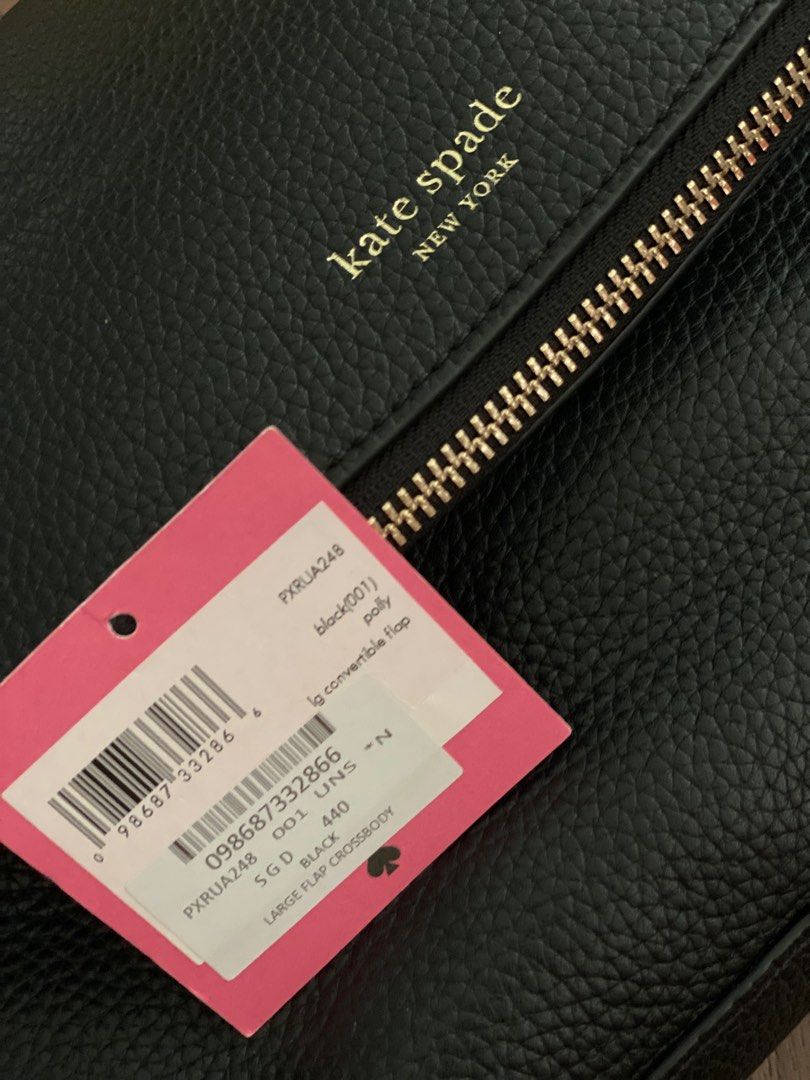 kate spade
NEW YORK
PXRUA248
black(001)
polly
lg convertible flap
0 98687 33286 6
098687332866
PXRUA248 001 UNS *N
SGD 440
BLACK
LARGE FLAP CROSSBODY